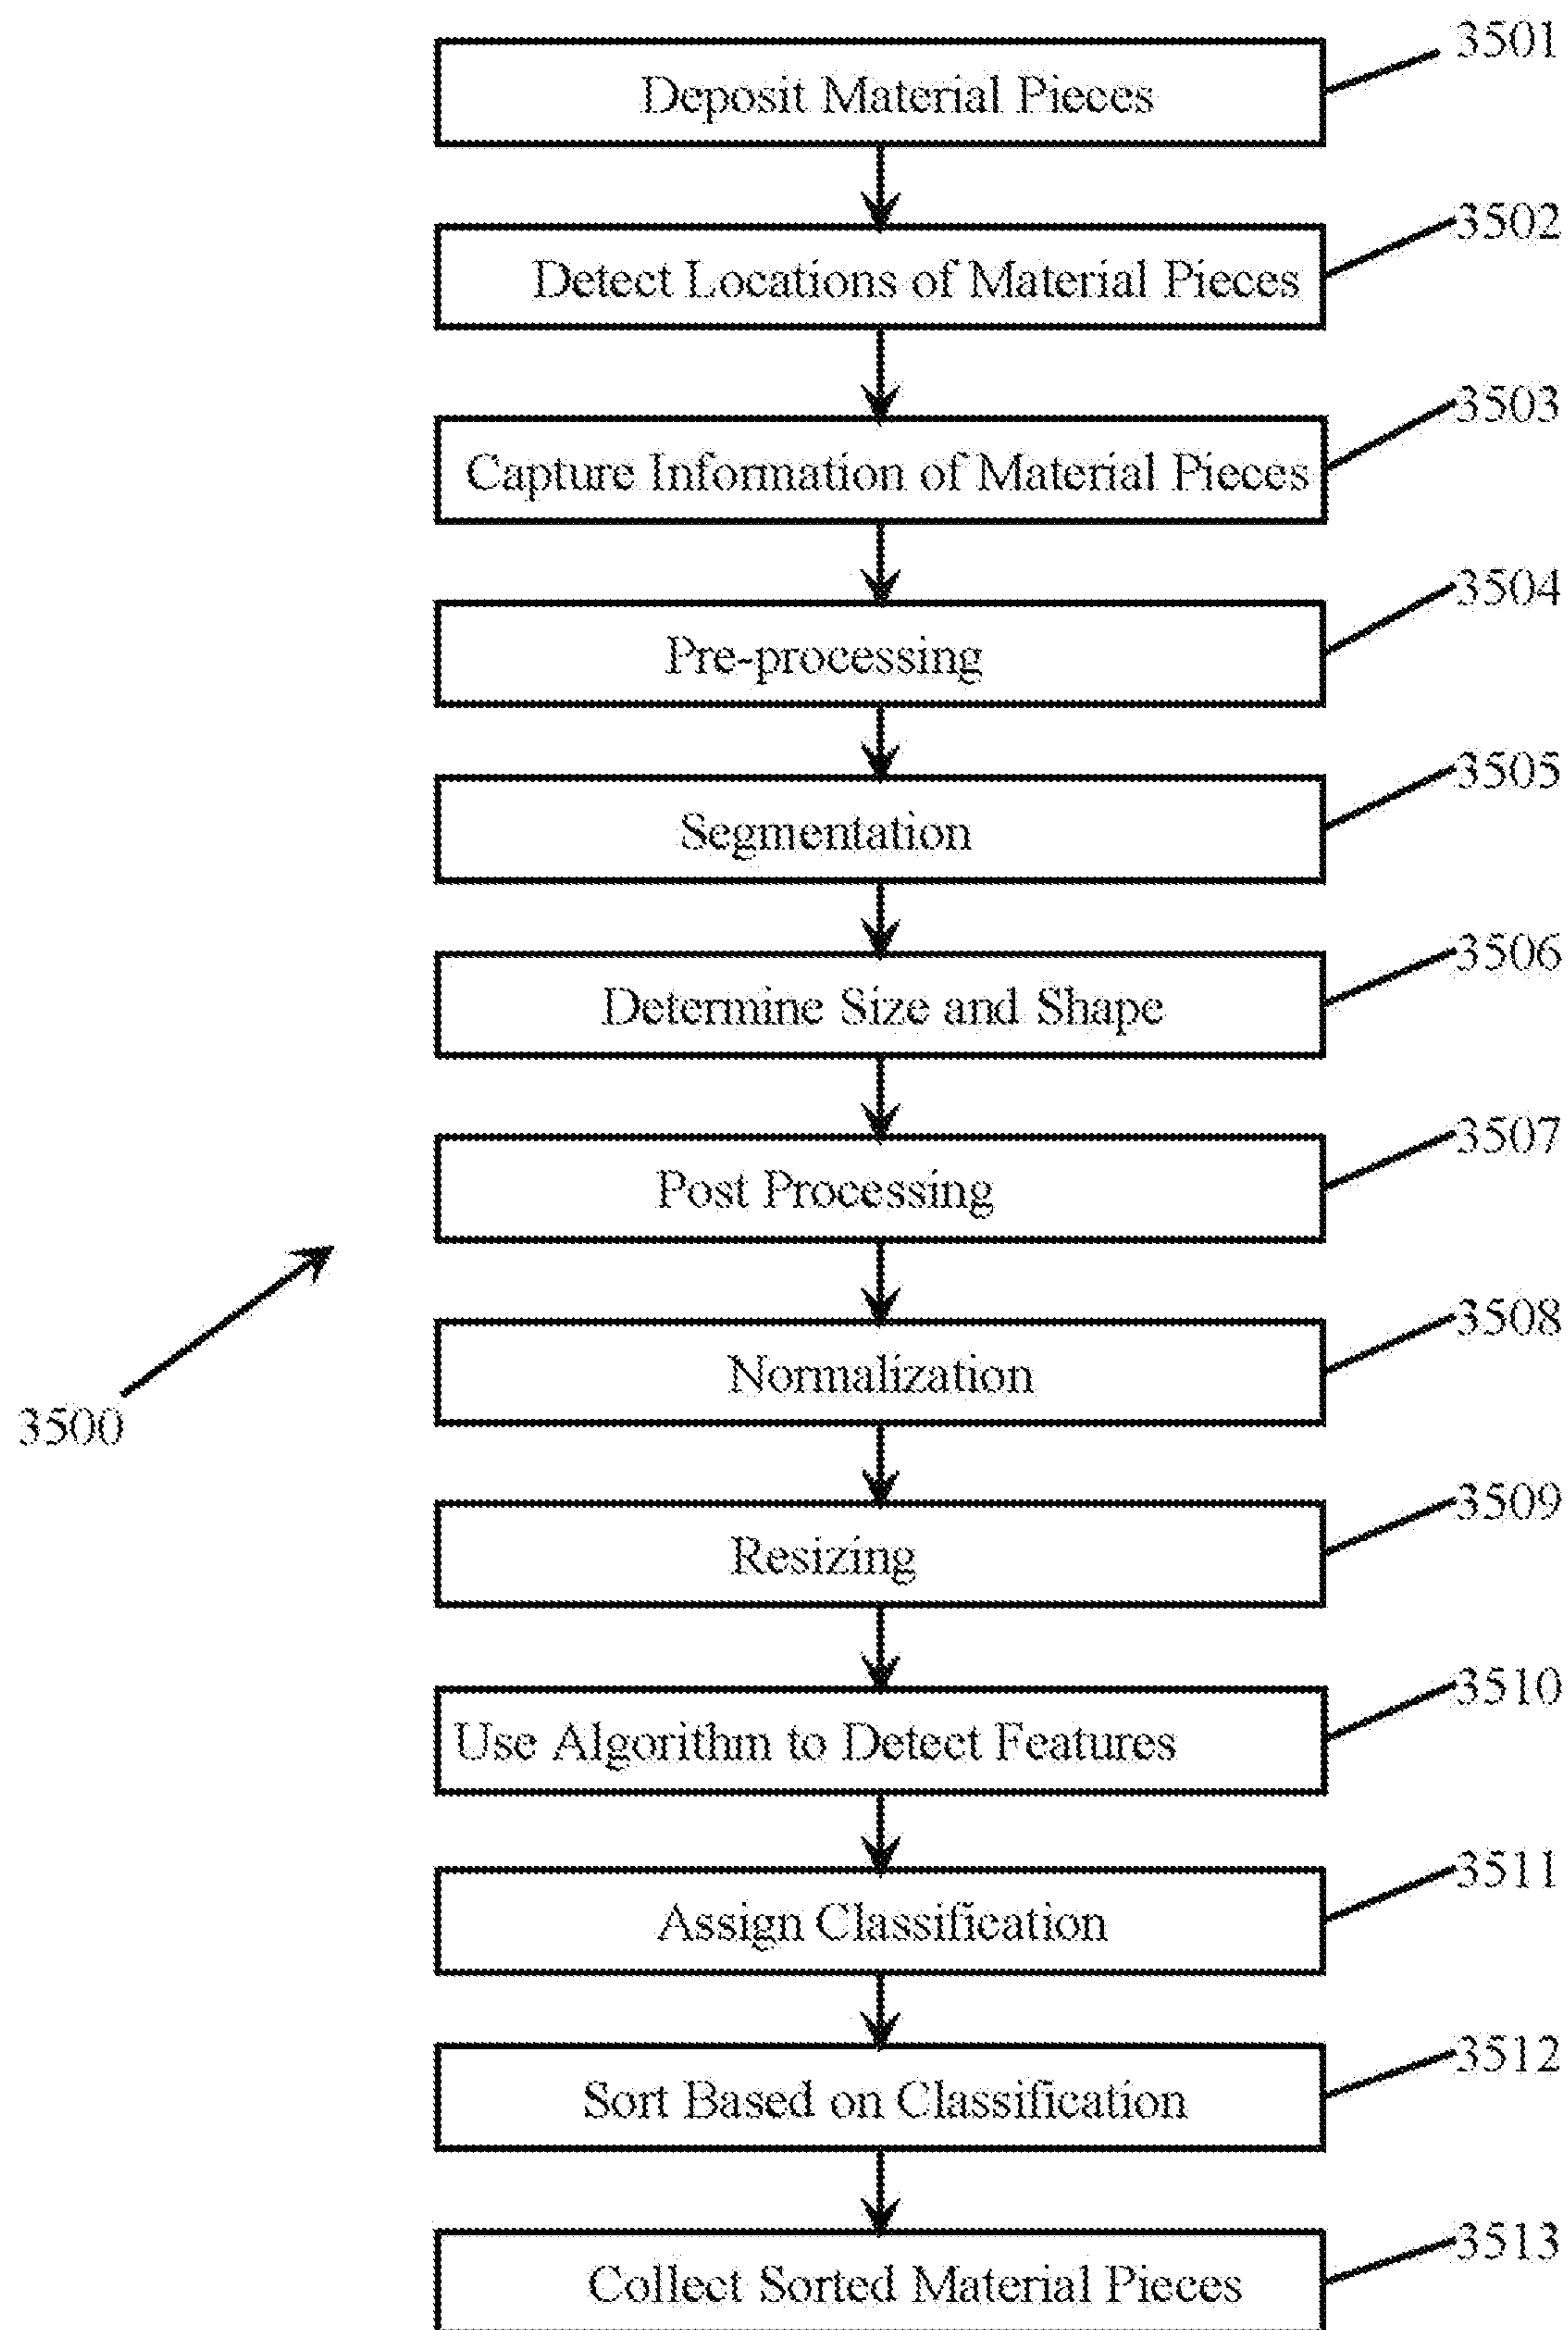 3501
Deposit Material Pieces
3502
Detect Locations of Material Pieces
3503
Capture Information of Material Pieces
3504
Pre-processing
3505
Segmentation
3506
Determine Size and Shape
3507
Post Processing
3508
Normalization
3500
3509
Resizing
3510
Use Algorithm to Detect Features
3511
Assign Classification
3512
Sort Based on Classification
3513
Collect Sorted Material Pieces